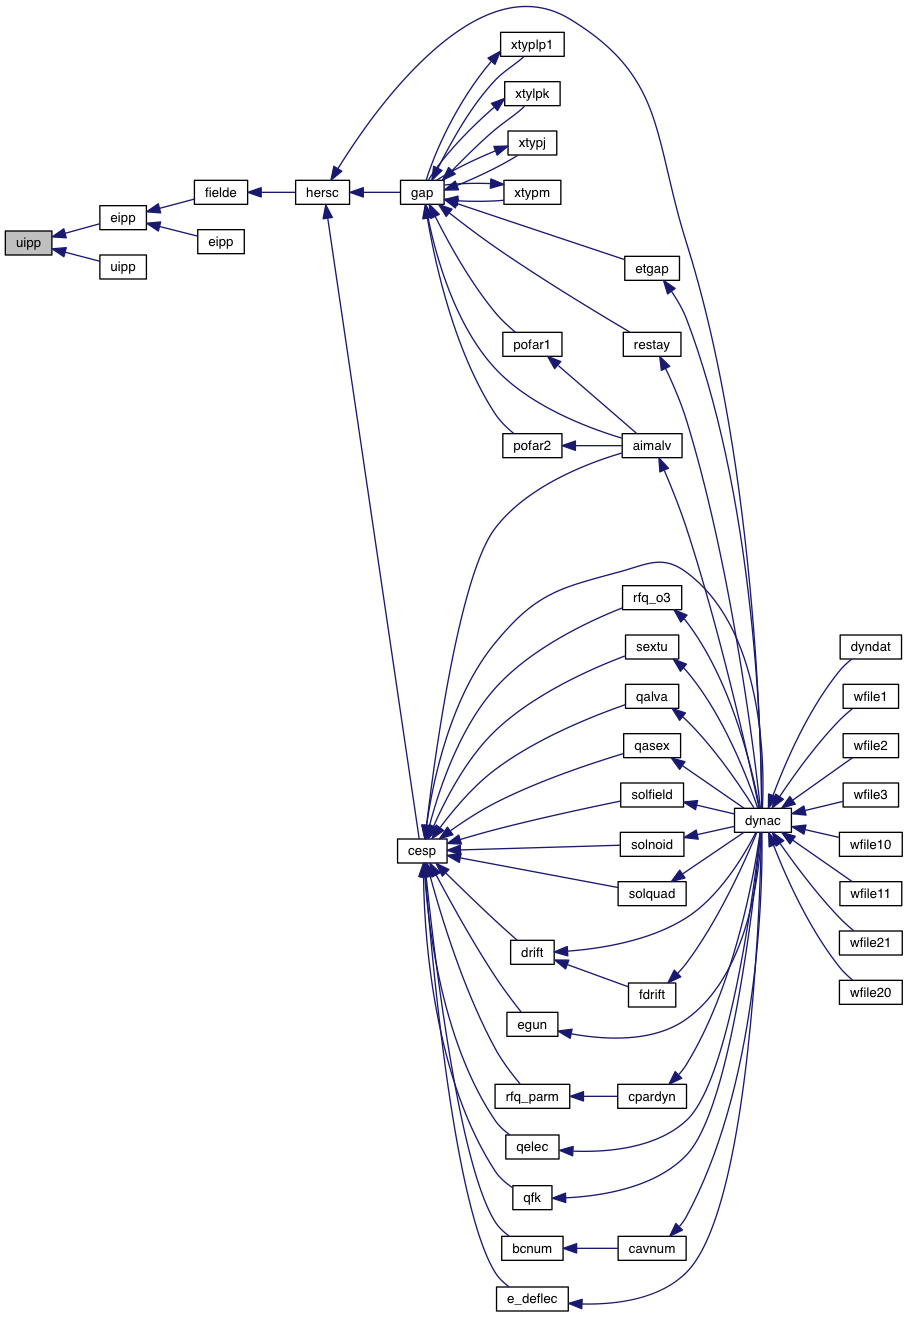 xtyplp1
xtylpk
xtypj
fielde
hersc
gap
xtypm
eipp
uipp
eipp
uipp
etgap
pofar1
restay
pofar2
aimalv
rfq_o3
sextu
dyndat
qalva
wfile1
qasex
wfile2
solfield
wfile3
dynac
cesp
solnoid
wfile10
solquad
wfile11
drift
wfile21
fdrift
wfile20
egun
rfq_parm
cpardyn
qelec
qfk
bcnum
cavnum
e_deflec